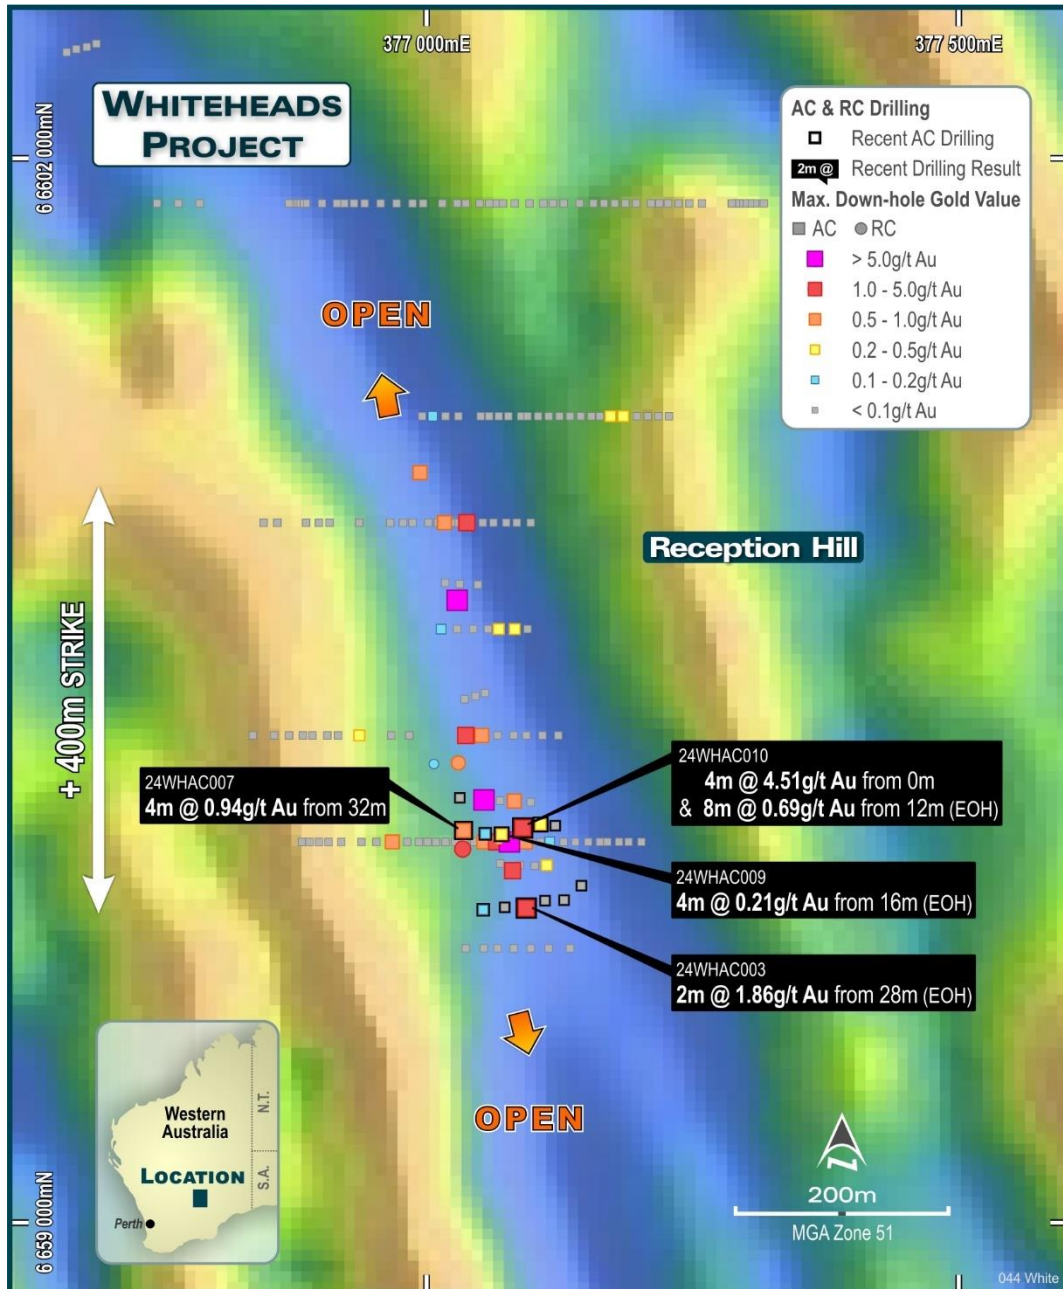 377 000mE
377 500mE
6 6602 000mN
WHITEHEADS
PROJECT
AC & RC Drilling
Recent AC Drilling
2m @
Recent Drilling Result
Max. Down-hole Gold Value
AC
RC
> 5.0g/t Au
1.0 - 5.0g/t Au
0.5 - 1.0g/t Au
0.2 - 0.5g/t Au
0.1 - 0.2g/t Au
< 0.1g/t Au
OPEN
Reception Hill
+ 400m STRIKE
24WHAC007
4m @ 0.94g/t Au from 32m
24WHAC010
4m @ 4.51g/t Au from 0m
& 8m @ 0.69g/t Au from 12m (EOH)
24WHAC009
4m @ 0.21g/t Au from 16m (EOH)
24WHAC003
2m @ 1.86g/t Au from 28m (EOH)
OPEN
Western
Australia
N.T.
S.A.
LOCATION
Perth
6 659 000mN
N
200m
MGA Zone 51
044 White